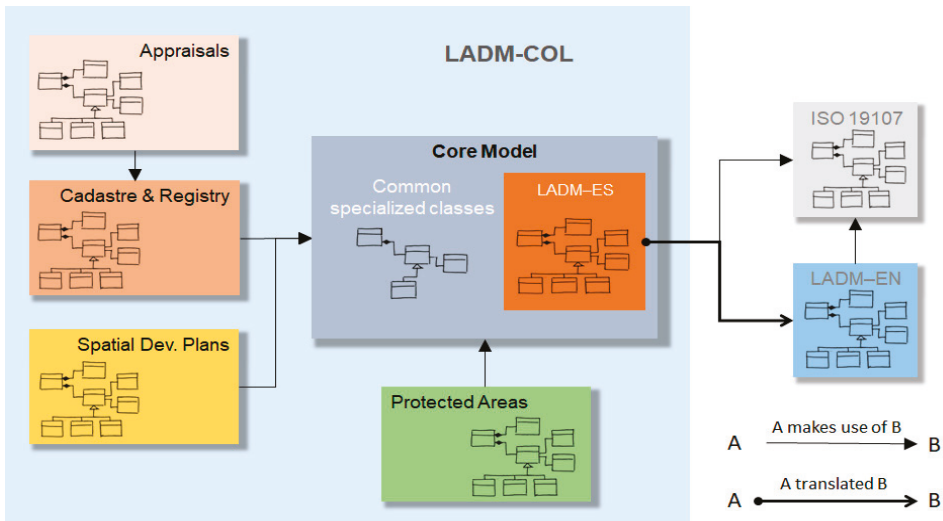 LADM-COL
Appraisals
Cadastre & Registry
Spatial Dev. Plans
Core Model
Common
specialized classes
LADM–ES
Protected Areas
ISO 19107
LADM–EN
A makes use of B
A B
A translated B
A B